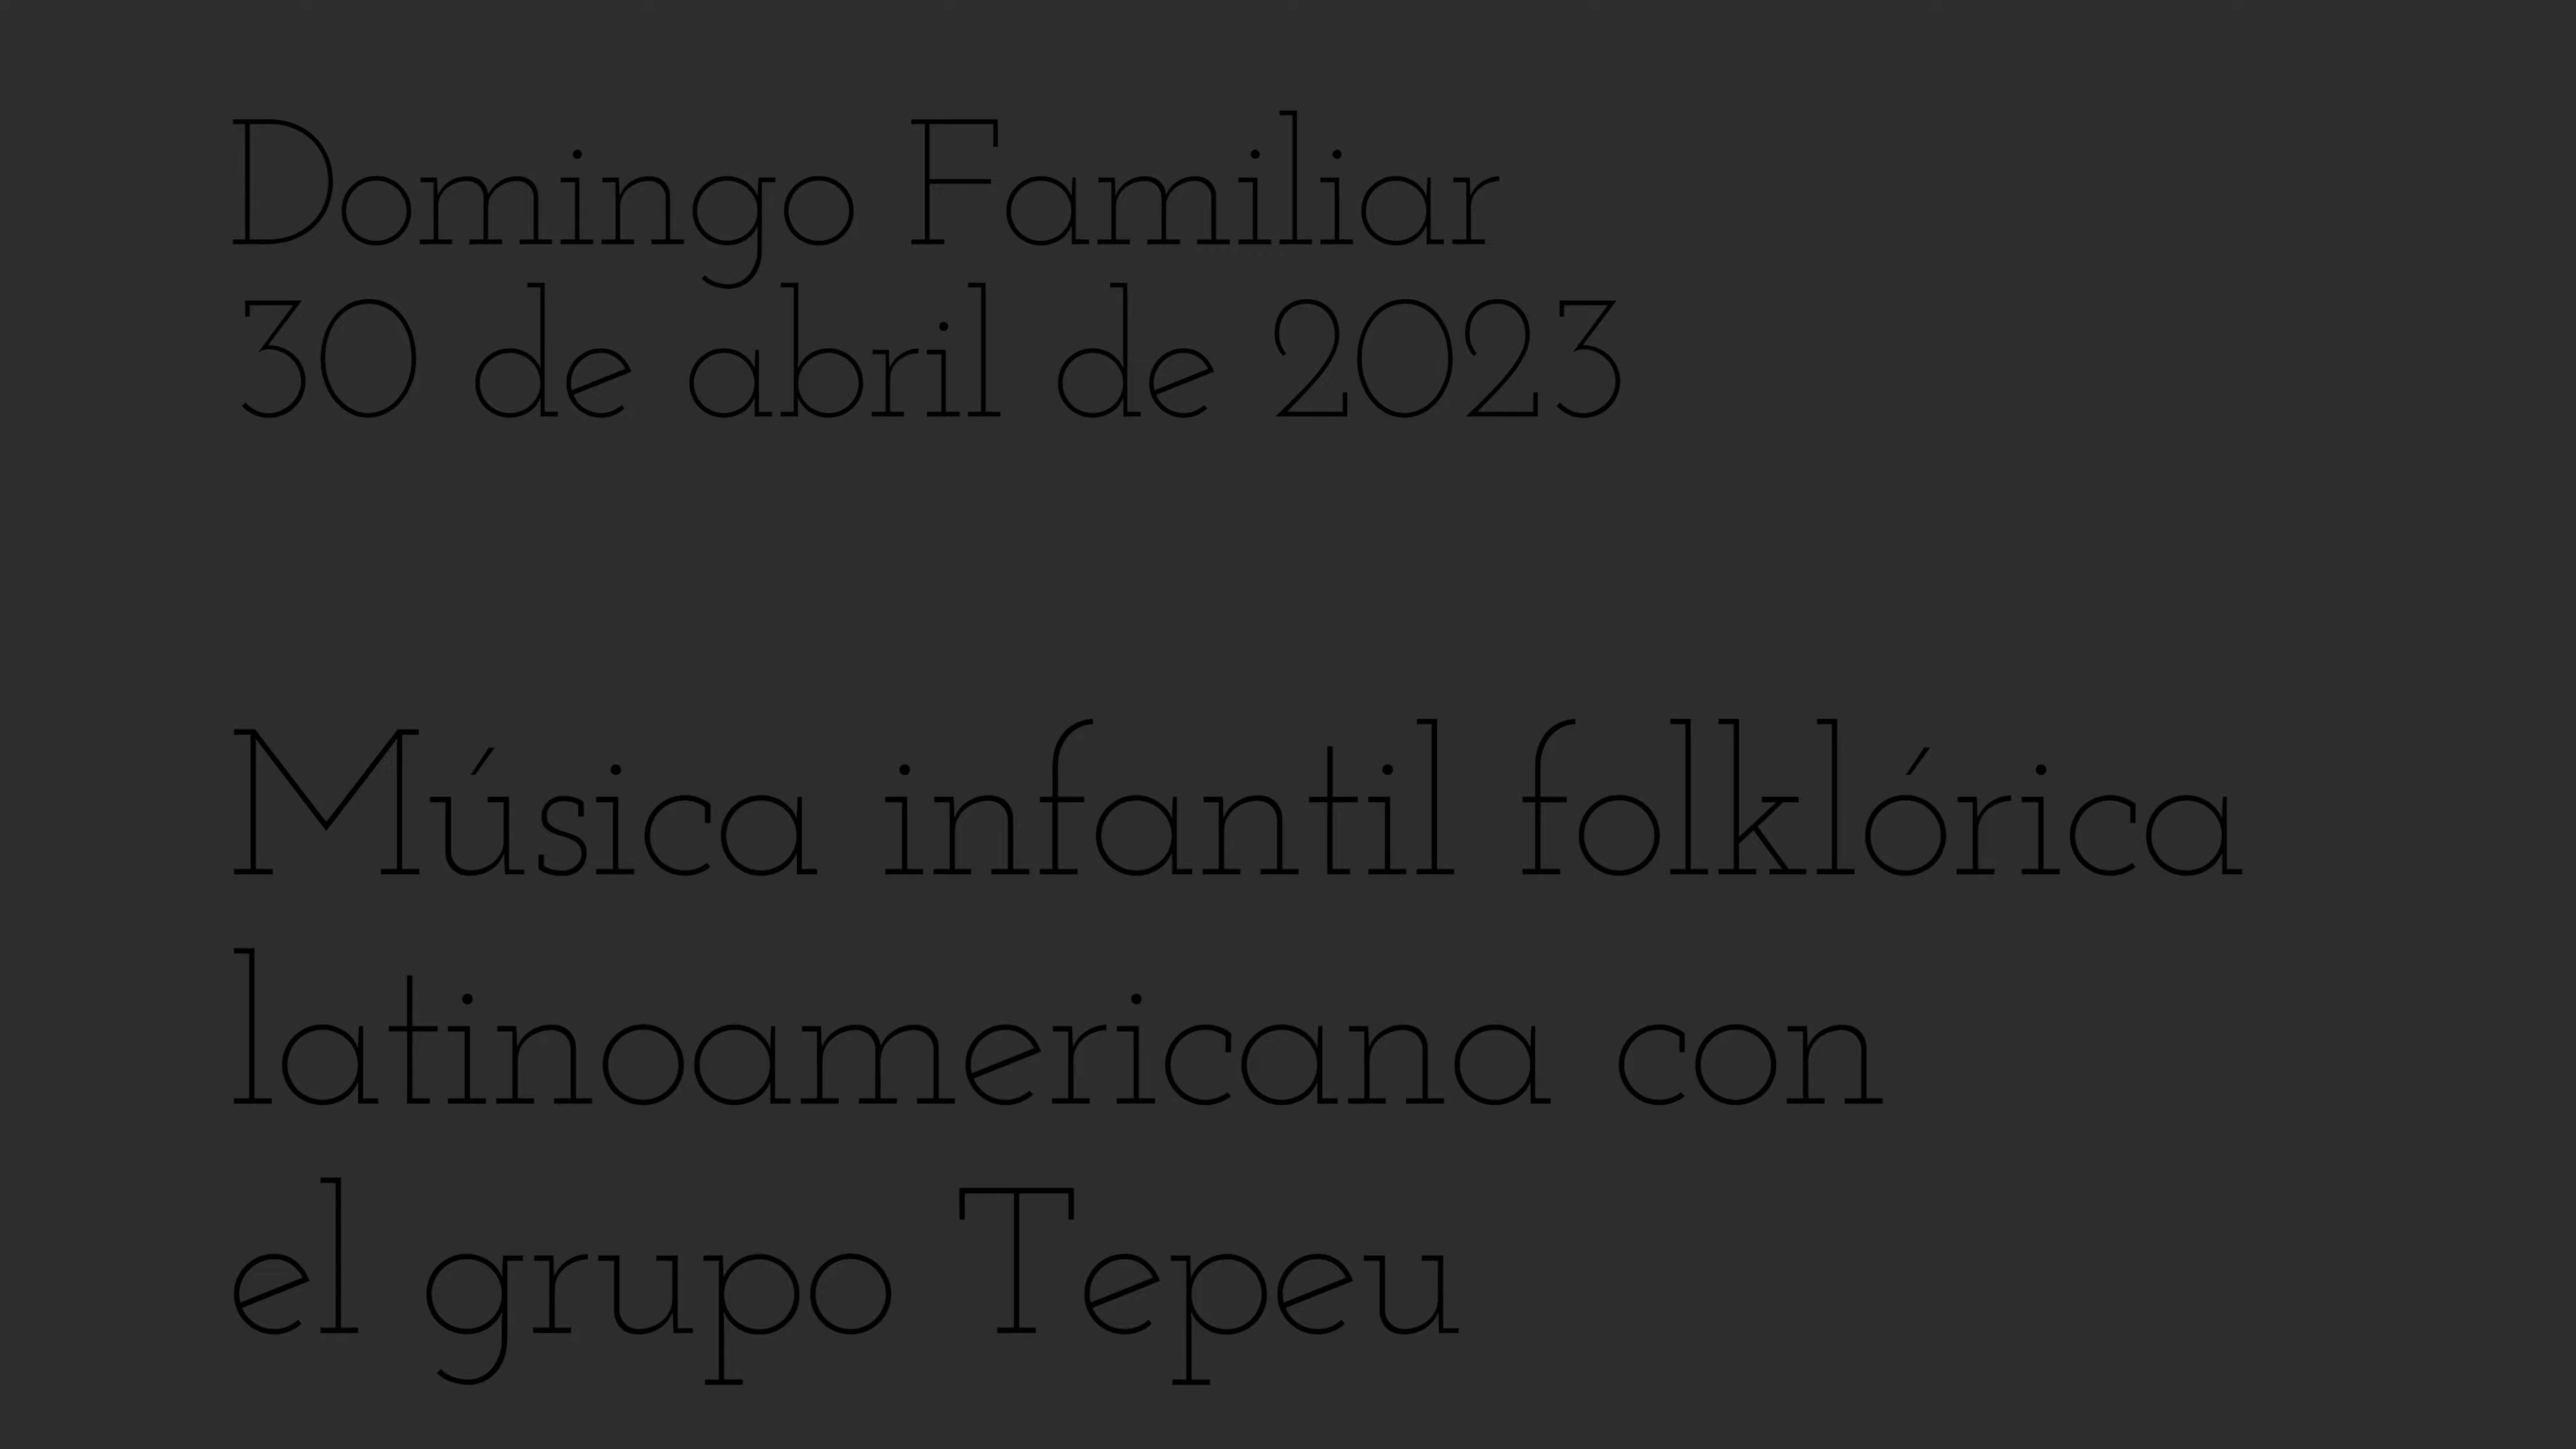 Domingo Familiar
30 de abril de 2023
Música infantil folklórica
latinoamericana con
el grupo Tepeu